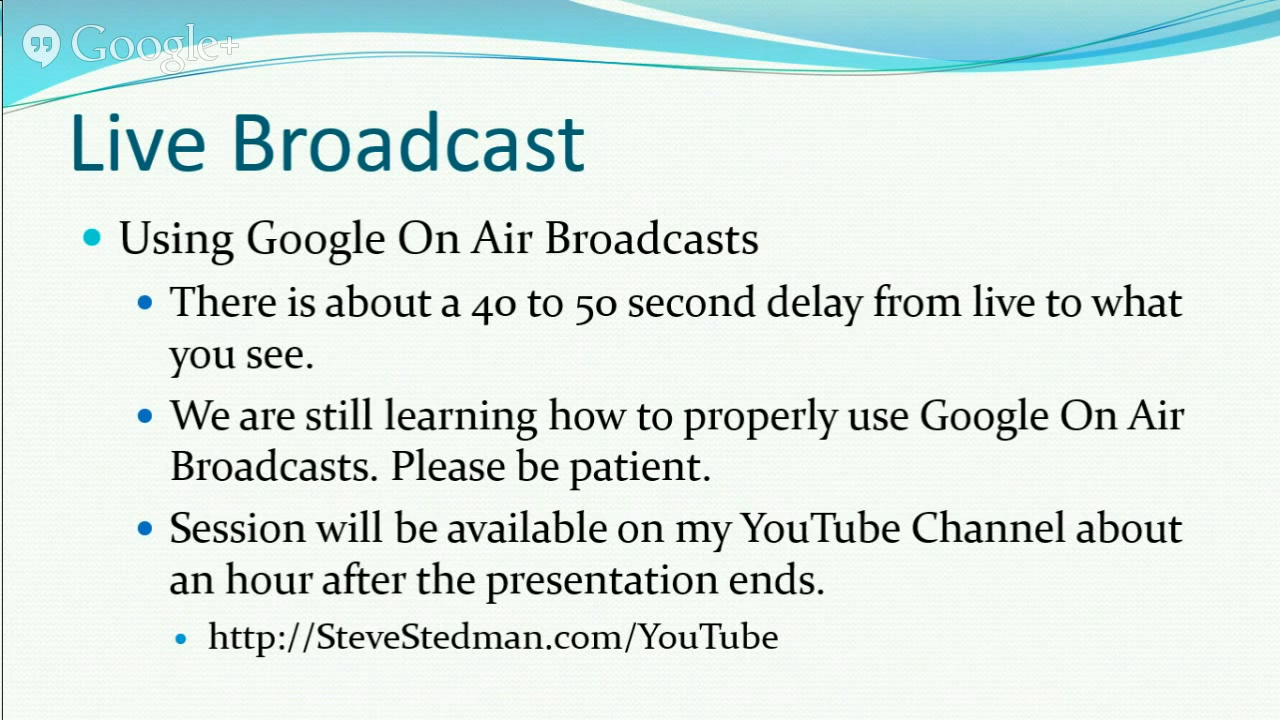 Google+
Live Broadcast
Using Google On Air Broadcasts
There is about a 40 to 50 second delay from live to what
you see.
We are still learning how to properly use Google On Air
Broadcasts. Please be patient.
Session will be available on my YouTube Channel about
an hour after the presentation ends.
http://SteveStedman.com/YouTube